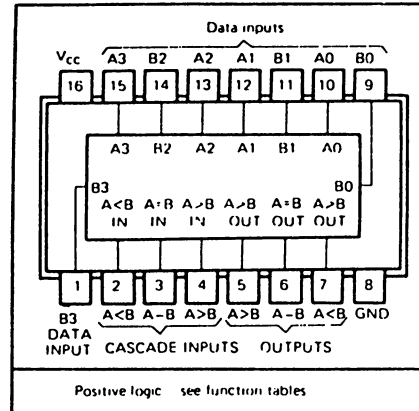 Data inputs
Vcc A3 B2 A2 A1 B1 A0 B0
16 15 14 13 12 11 10 9
A3 B2 A2 A1 B1 A0
B3 B0
A<B A=B A>B A>B A=B A>B
IN IN IN OUT OUT OUT
1 2 3 4 5 6 7 8
B3 A<B A-B A>B A>B A-B A<B GND
DATA
INPUT CASCADE INPUTS OUTPUTS
Positive logic see function tables